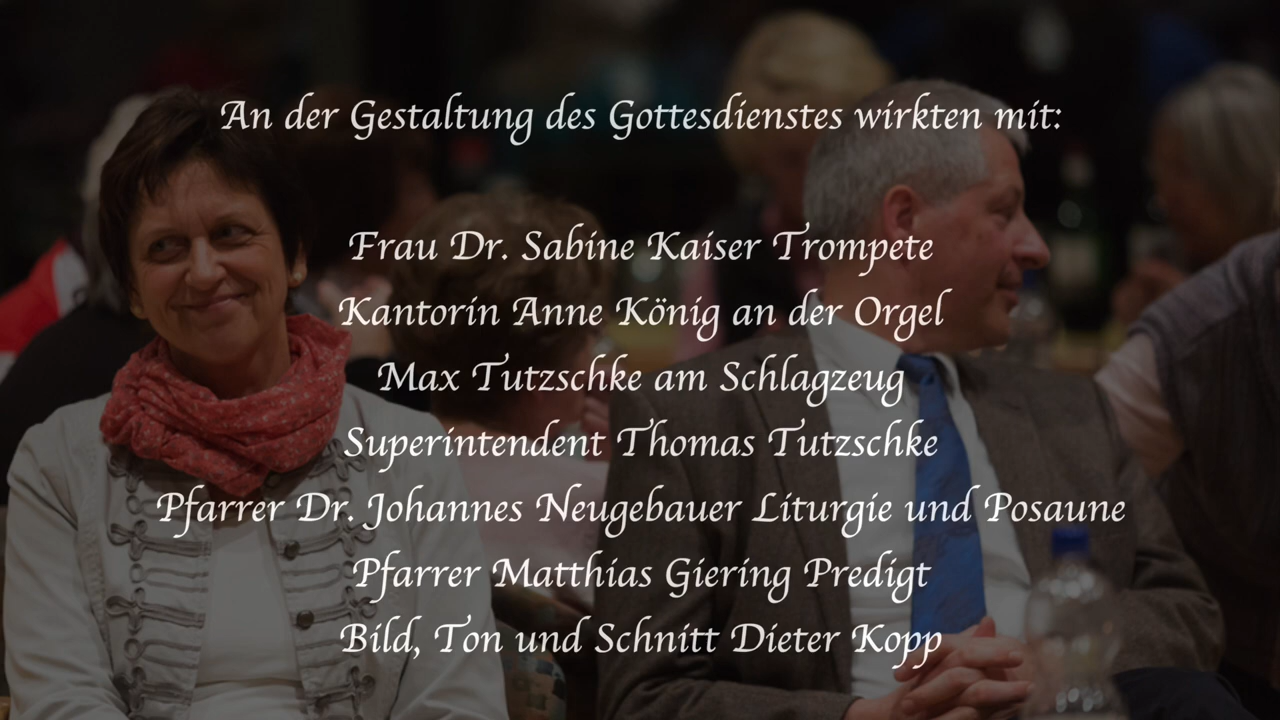 An der Gestaltung des Gottesdienstes wirkten mit:
Frau Dr. Sabine Kaiser Trompete
Kantorin Anne König an der Orgel
Max Tutzschke am Schlagzeug
Superintendent Thomas Tutzschke
Pfarrer Dr. Johannes Neugebauer Liturgie und Posaune
Pfarrer Matthias Giering Predigt
Bild, Ton und Schnitt Dieter Kopp